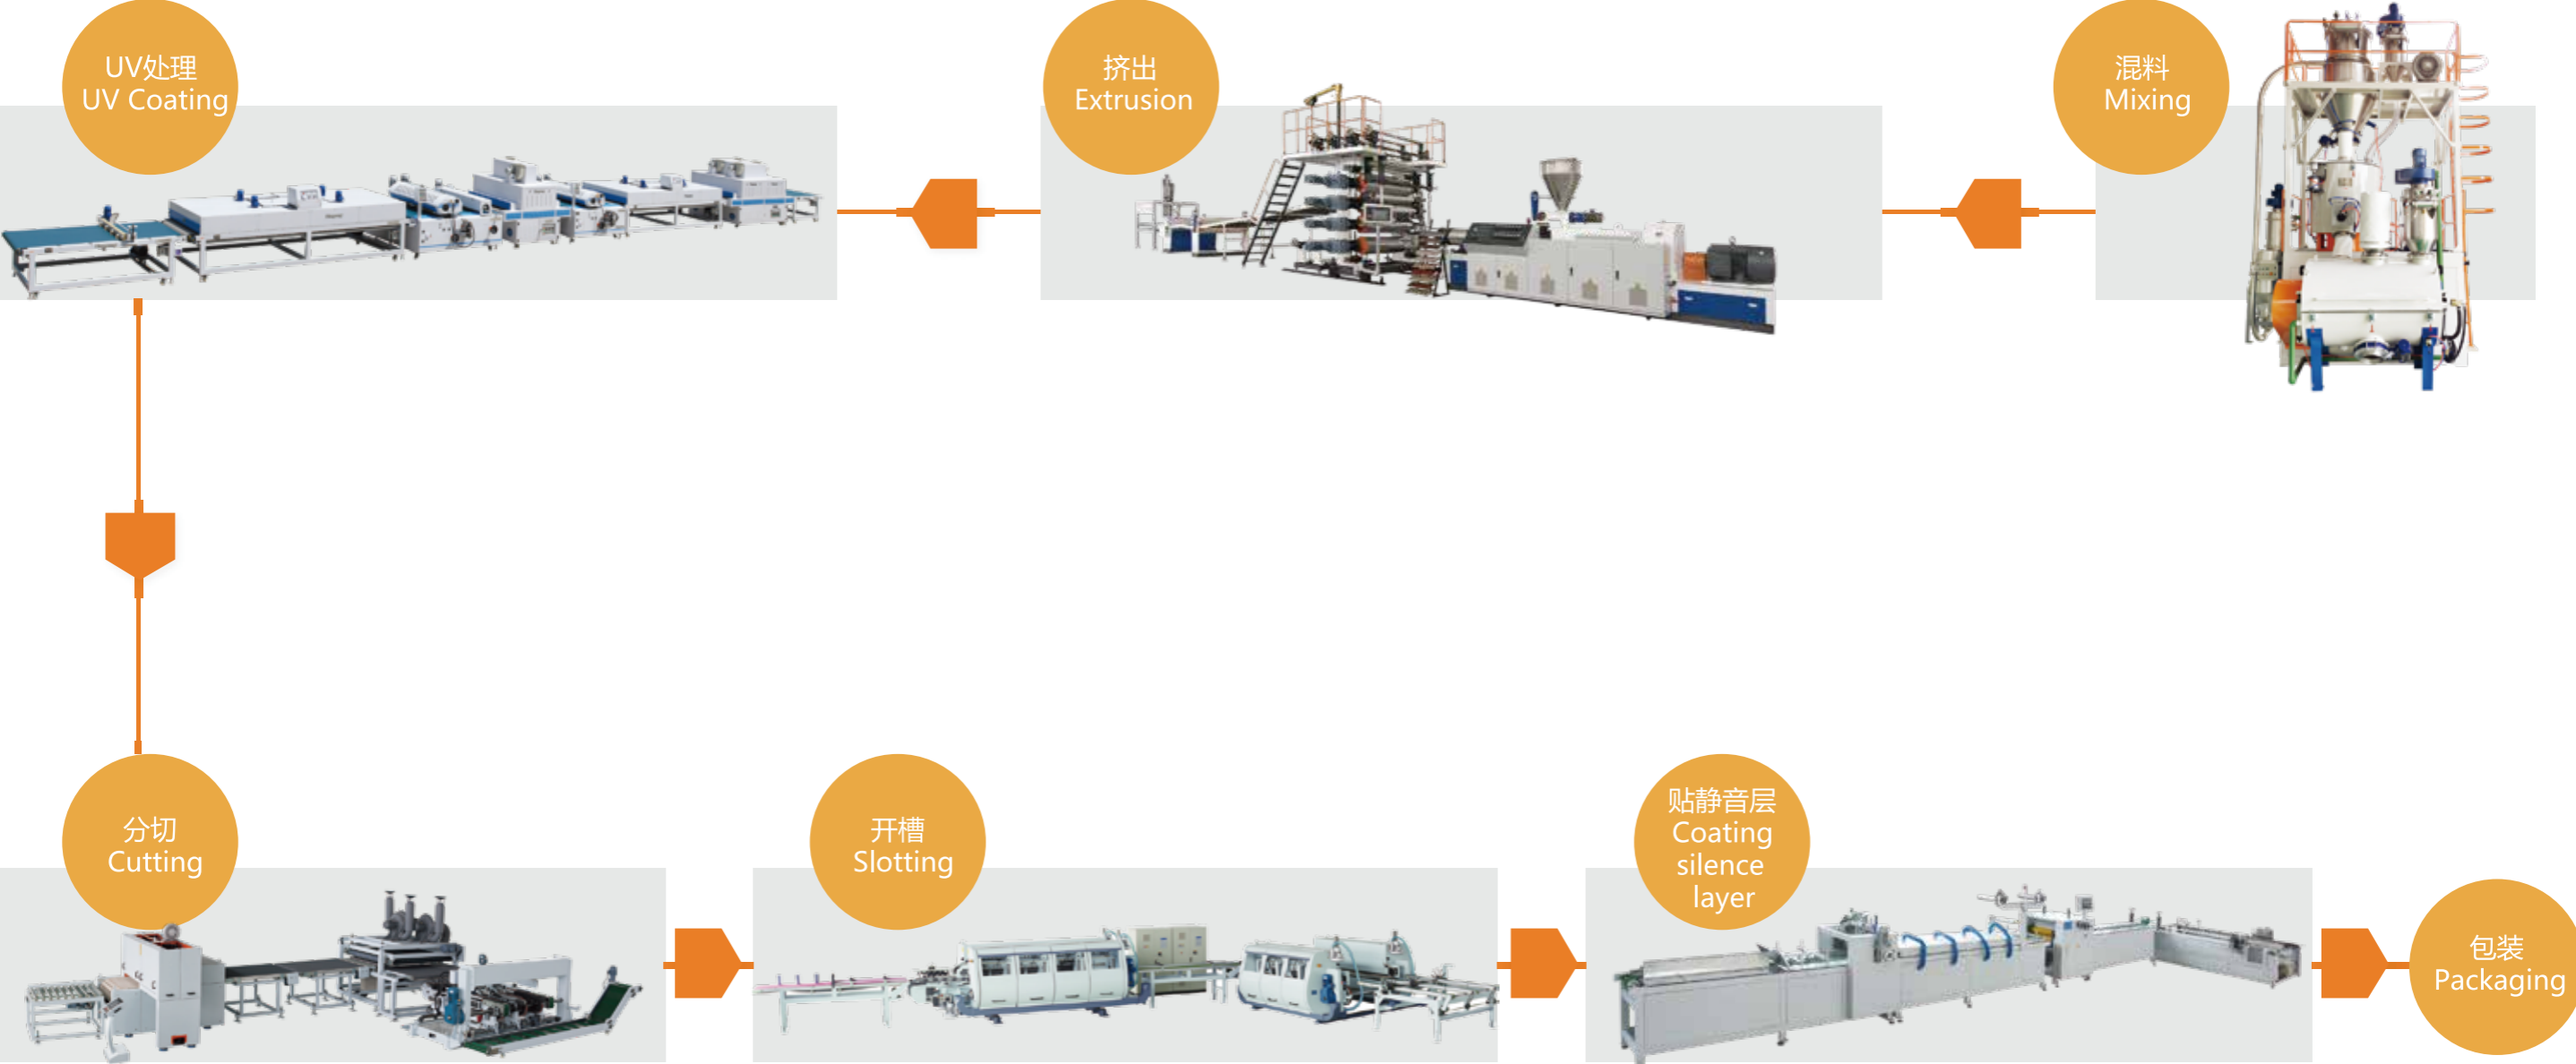 UV处理
UV Coating
挤出
Extrusion
混料
Mixing
分切
Cutting
开槽
Slotting
贴静音层
Coating
silence
layer
包装
Packaging